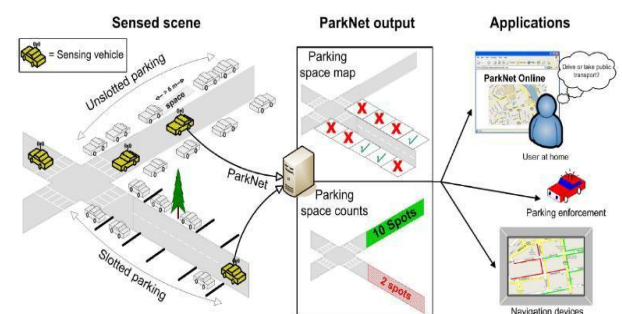 Sensed scene
ParkNet output
Applications
= Sensing vehicle
Unslotted parking
space
Slotted parking
ParkNet
Parking
space map
Parking
space counts
10 Spots
2 spots
ParkNet Online
Drive or take public
transport?
User at home
Parking enforcement
Navigation devices